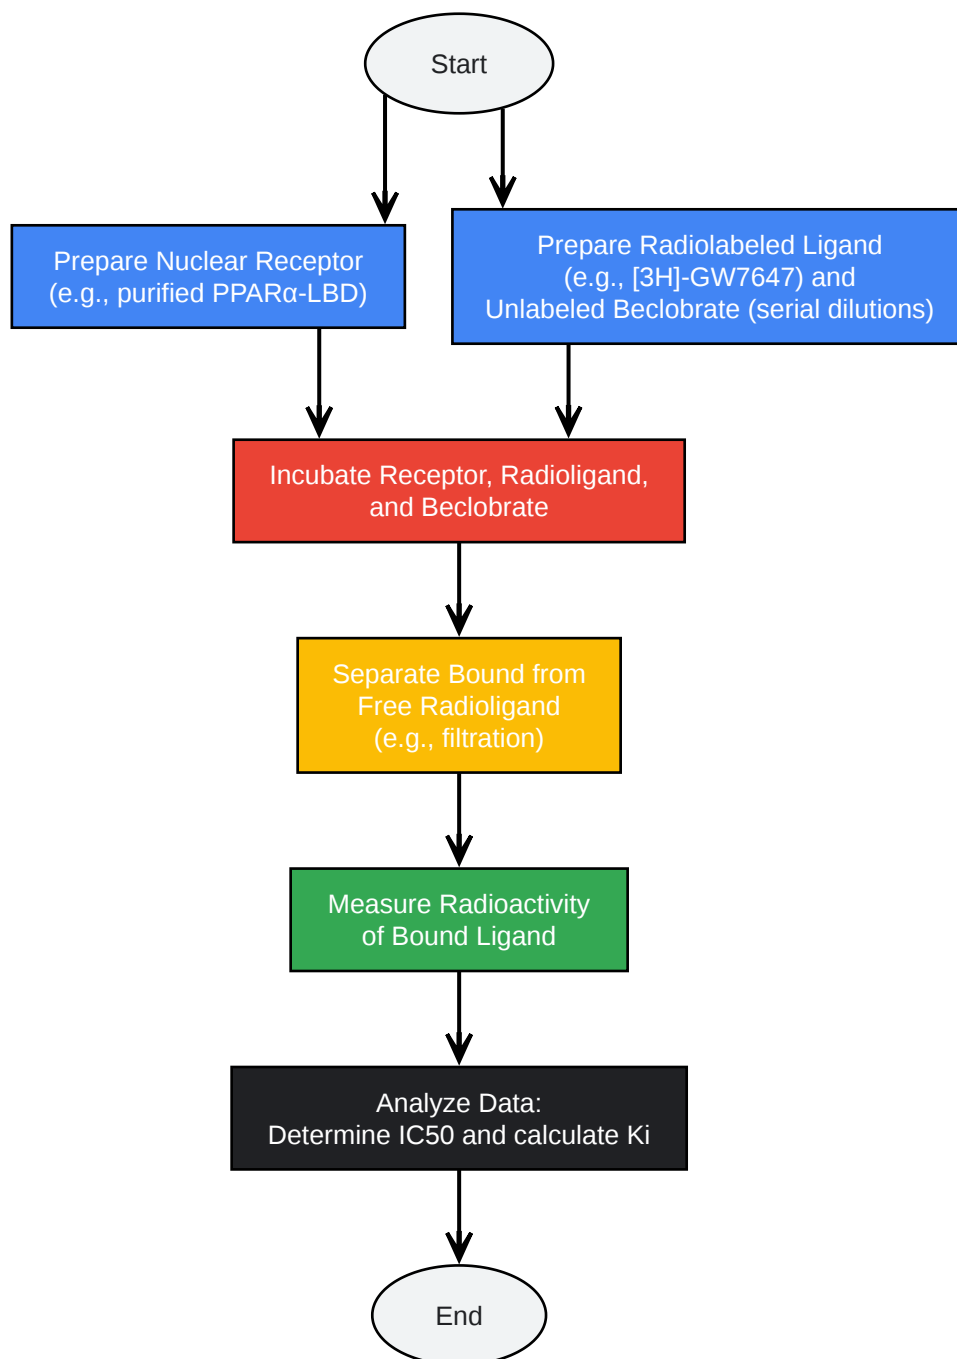 Start
Prepare Nuclear Receptor
(e.g., purified PPARα-LBD)
Prepare Radiolabeled Ligand
(e.g., [3H]-GW7647) and
Unlabeled Beclobrate (serial dilutions)
Incubate Receptor, Radioligand,
and Beclobrate
Separate Bound from
Free Radioligand
(e.g., filtration)
Measure Radioactivity
of Bound Ligand
Analyze Data:
Determine IC50 and calculate Ki
End